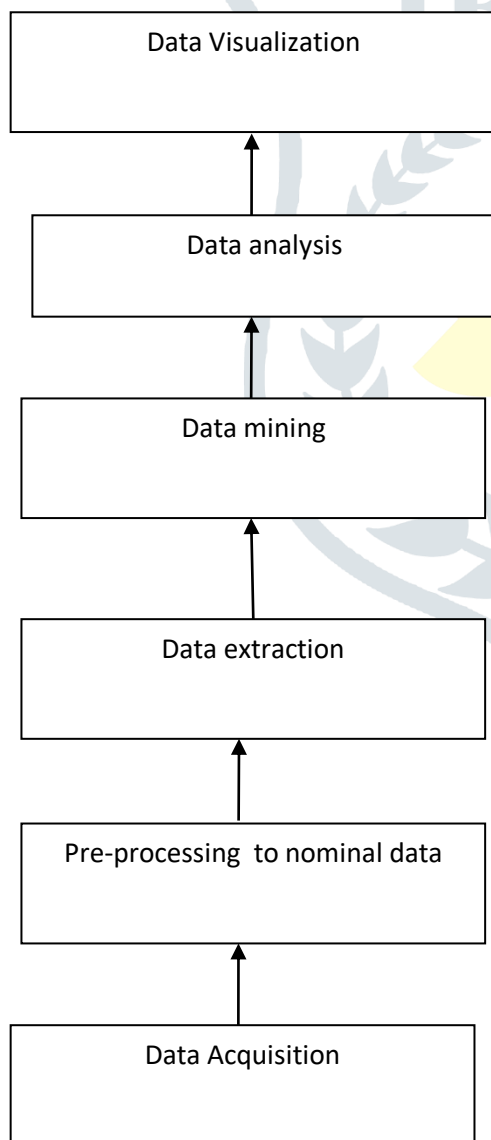 Data Visualization
Data analysis
Data mining
Data extraction
Pre-processing  to nominal data
Data Acquisition